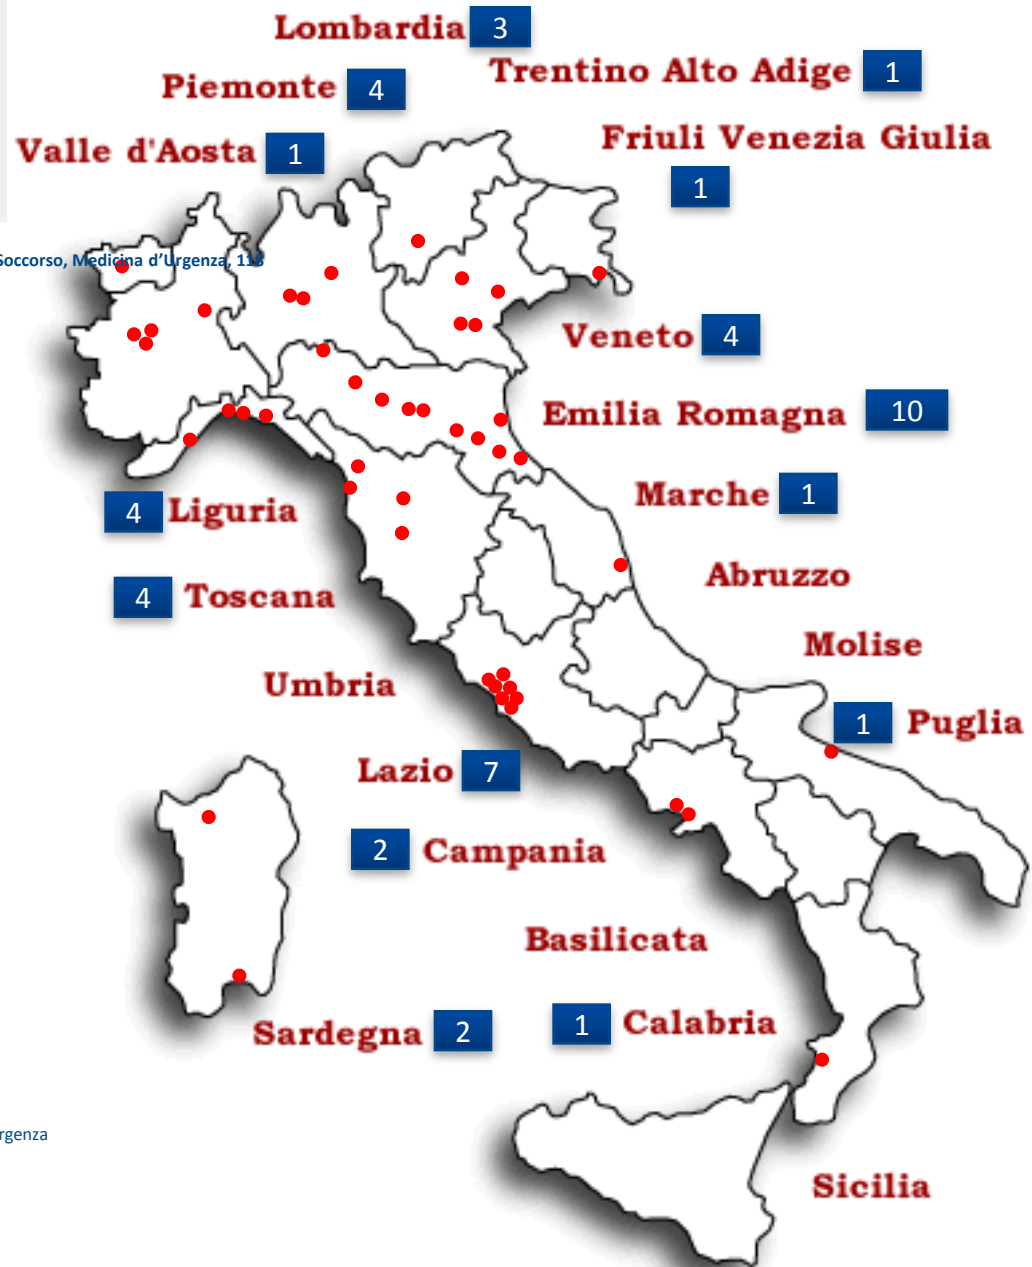 Lombardia 3
Trentino Alto Adige 1
Piemonte 4
Friuli Venezia Giulia
1
Valle d'Aosta 1
Soccorso, Medicina d'Urgenza, 118
Veneto 4
Emilia Romagna 10
Marche 1
4 Liguria
Abruzzo
4 Toscana
Molise
Umbria
1 Puglia
Lazio 7
2 Campania
Basilicata
Sardegna 2
1 Calabria
rgenza
Sicilia